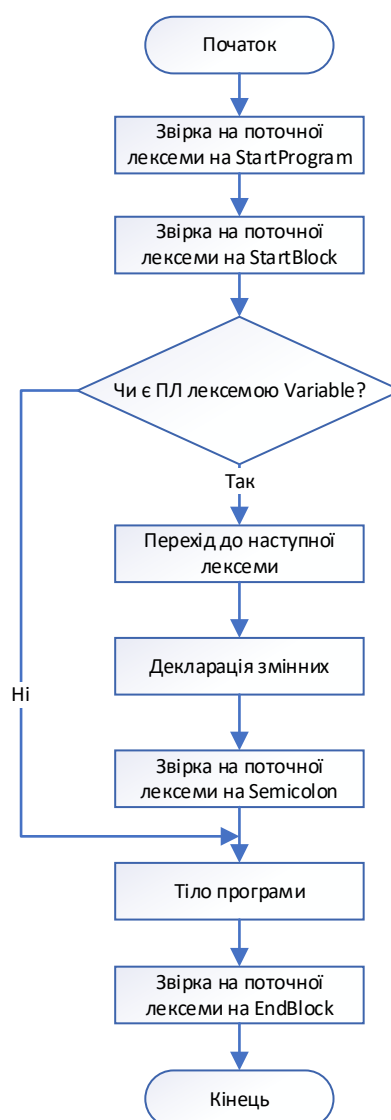 Початок
Звірка на поточної
лексеми на StartProgram
Звірка на поточної
лексеми на StartBlock
Чи є ПЛ лексемою Variable?
Так
Перехід до наступної
лексеми
Декларація змінних
Ні
Звірка на поточної
лексеми на Semicolon
Тіло програми
Звірка на поточної
лексеми на EndBlock
Кінець